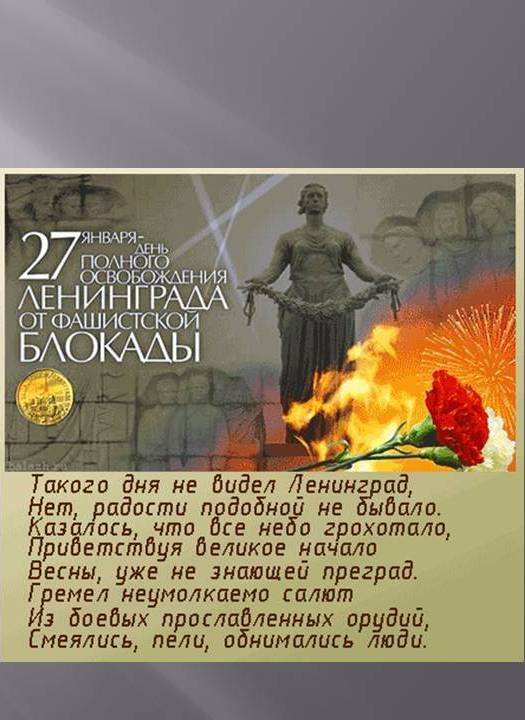 27 ЯНВАРЯ-
ДЕНЬ
ПОЛНОГО
ОСВОБОЖДЕНИЯ
ЛЕНИНГРАДА
ОТ ФАШИСТСКОЙ
БЛОКАДЫ
Такого дня не видел Ленинград,
Нет, радости подобной не бывало.
Казалось, что все небо грохотало,
Приветствуя великое начало
Весны, уже не знающей преград.
Гремел неумолкаемо салют
Из боевых прославленных орудий,
Смеялись, пели, обнимались люди.